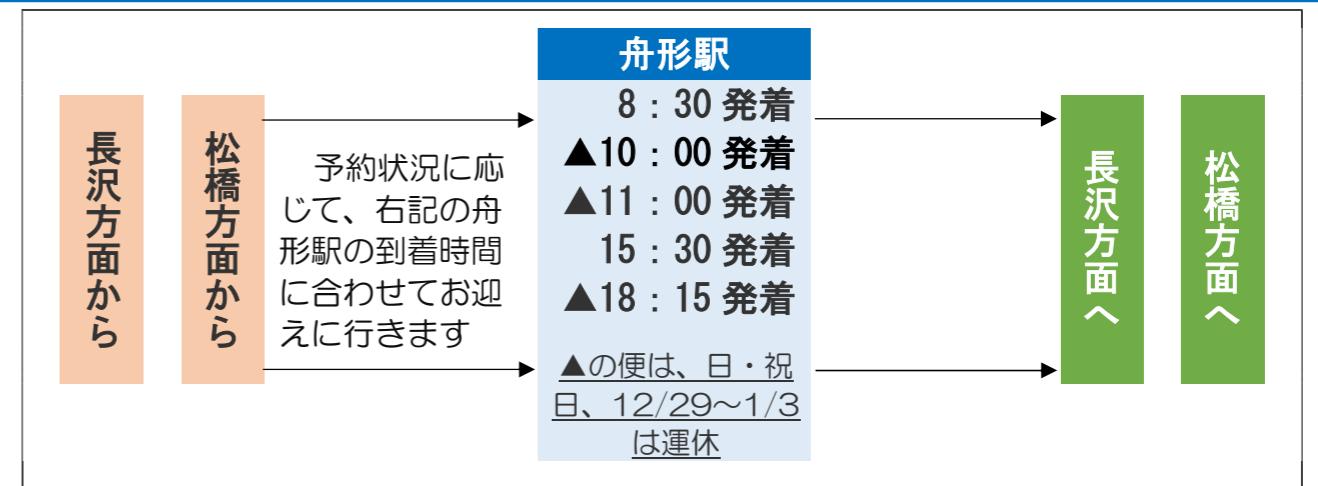 長沢方面から
松橋方面から
予約状況に応
じて、右記の舟
形駅の到着時間
に合わせてお迎
えに行きます
舟形駅
8：30 発着
▲10：00 発着
▲11：00 発着
15：30 発着
▲18：15 発着
▲の便は、日・祝
日、12/29～1/3
は運休
長沢方面へ
松橋方面へ